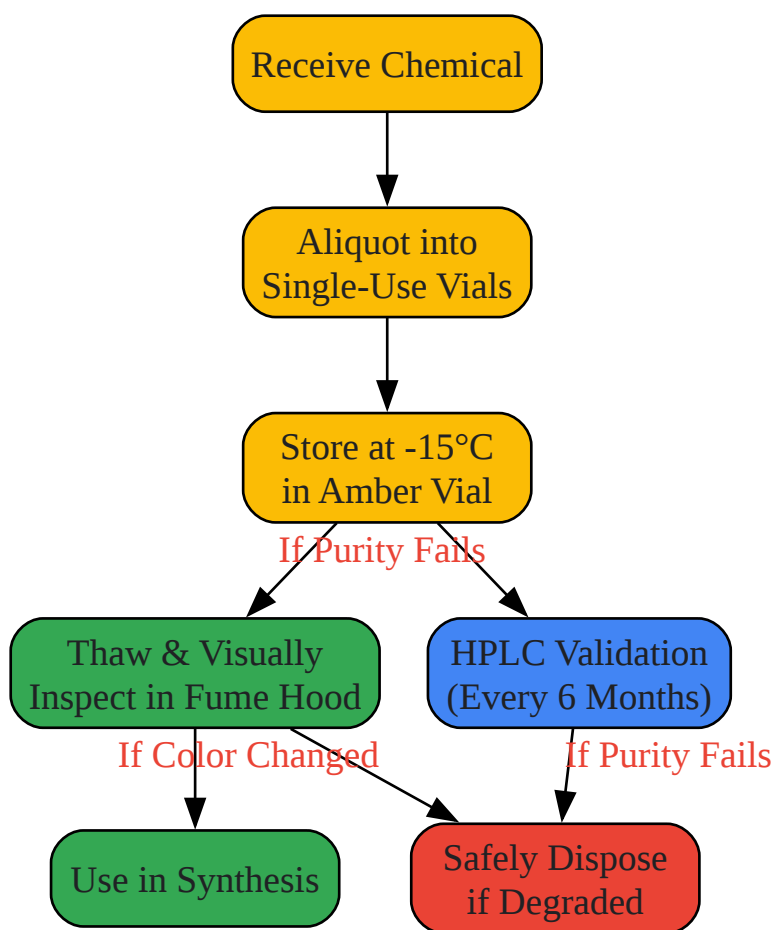 Receive Chemical
Aliquot into
Single-Use Vials
Store at -15°C
in Amber Vial
If Purity Fails
Thaw & Visually
Inspect in Fume Hood
HPLC Validation
(Every 6 Months)
If Color Changed
If Purity Fails
Use in Synthesis
Safely Dispose
if Degraded